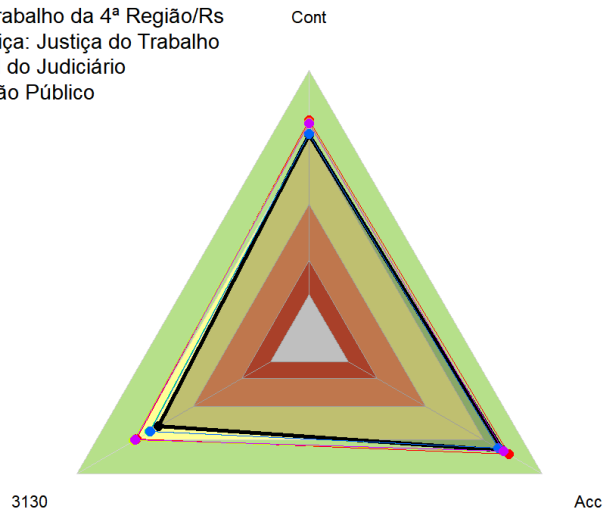 rabalho da 4ª Região/Rs
iça: Justiça do Trabalho
do Judiciário
ão Público
Cont
3130
Acc